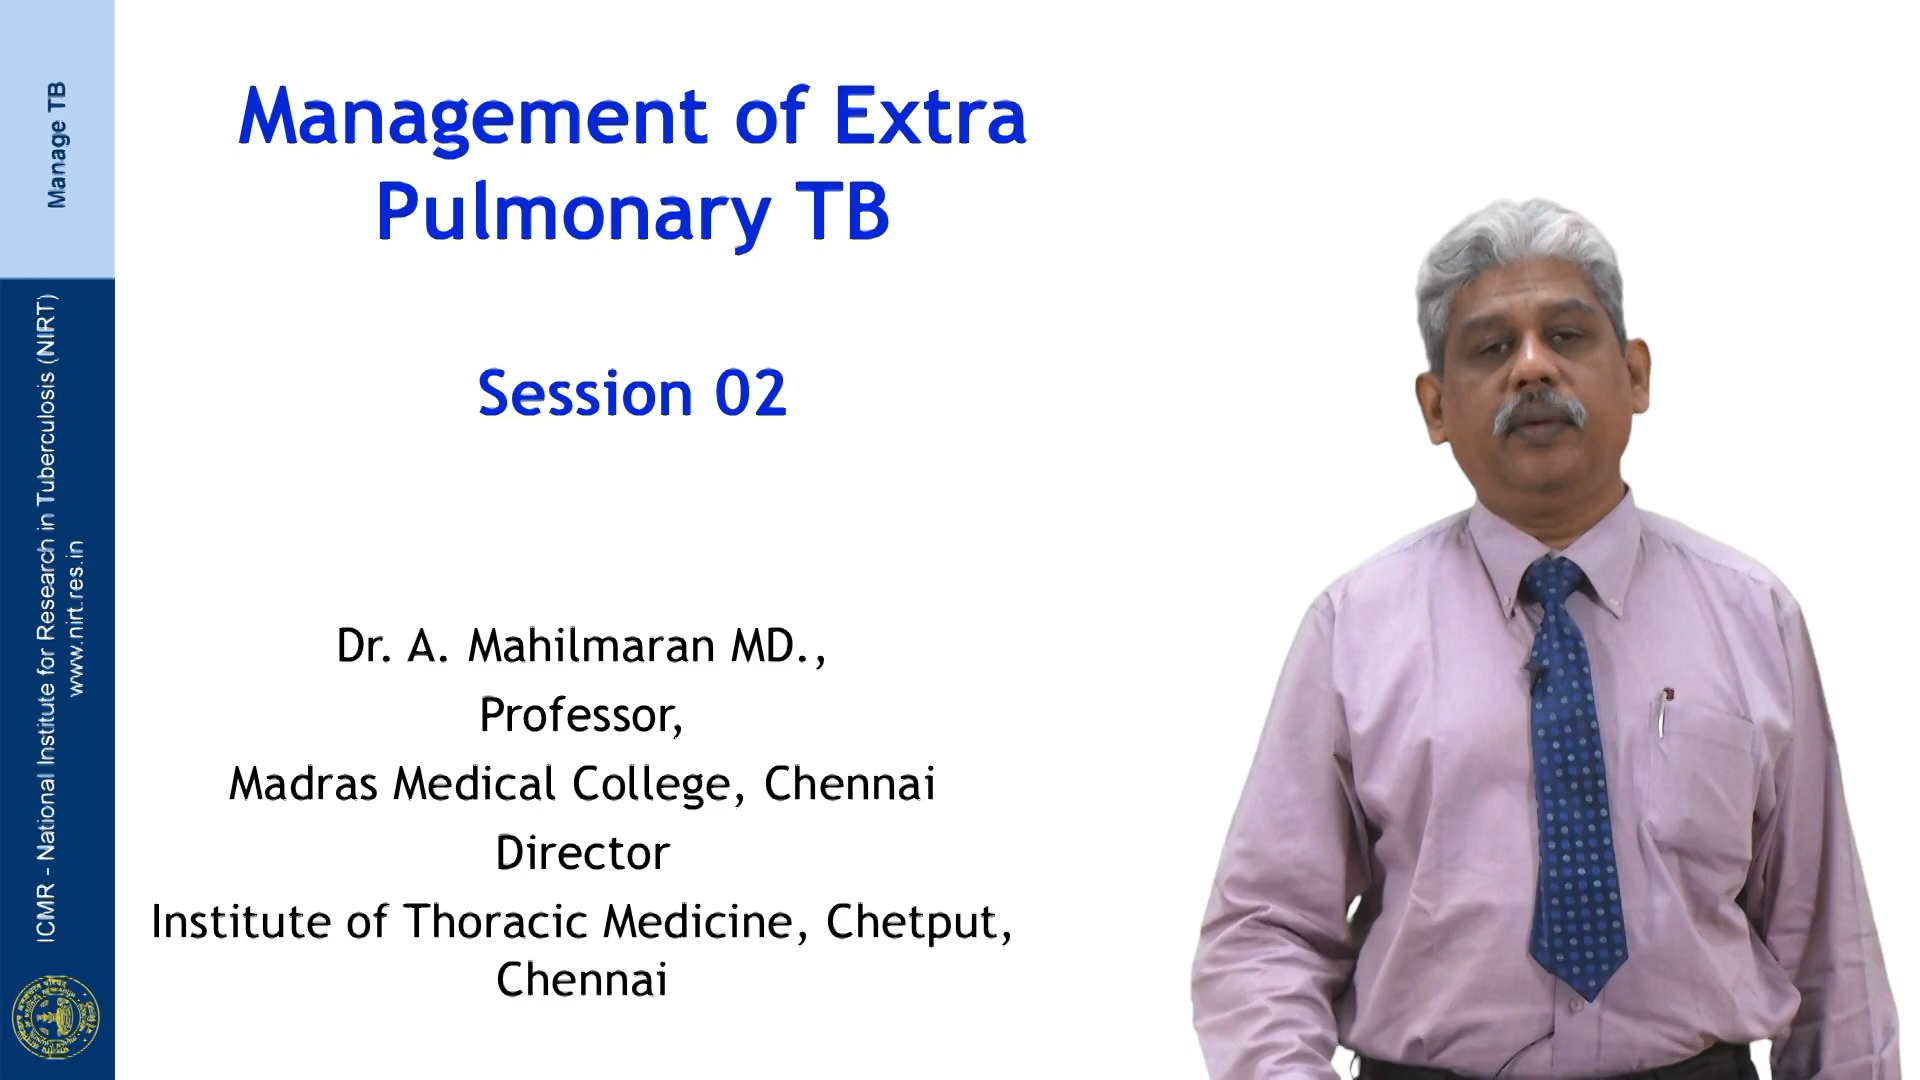 Manage TB
ICMR - National Institute for Research in Tuberculosis (NIRT)
www.nirt.res.in
Management of Extra
Pulmonary TB
Session 02
Dr. A. Mahilmaran MD.,
Professor,
Madras Medical College, Chennai
Director
Institute of Thoracic Medicine, Chetput,
Chennai